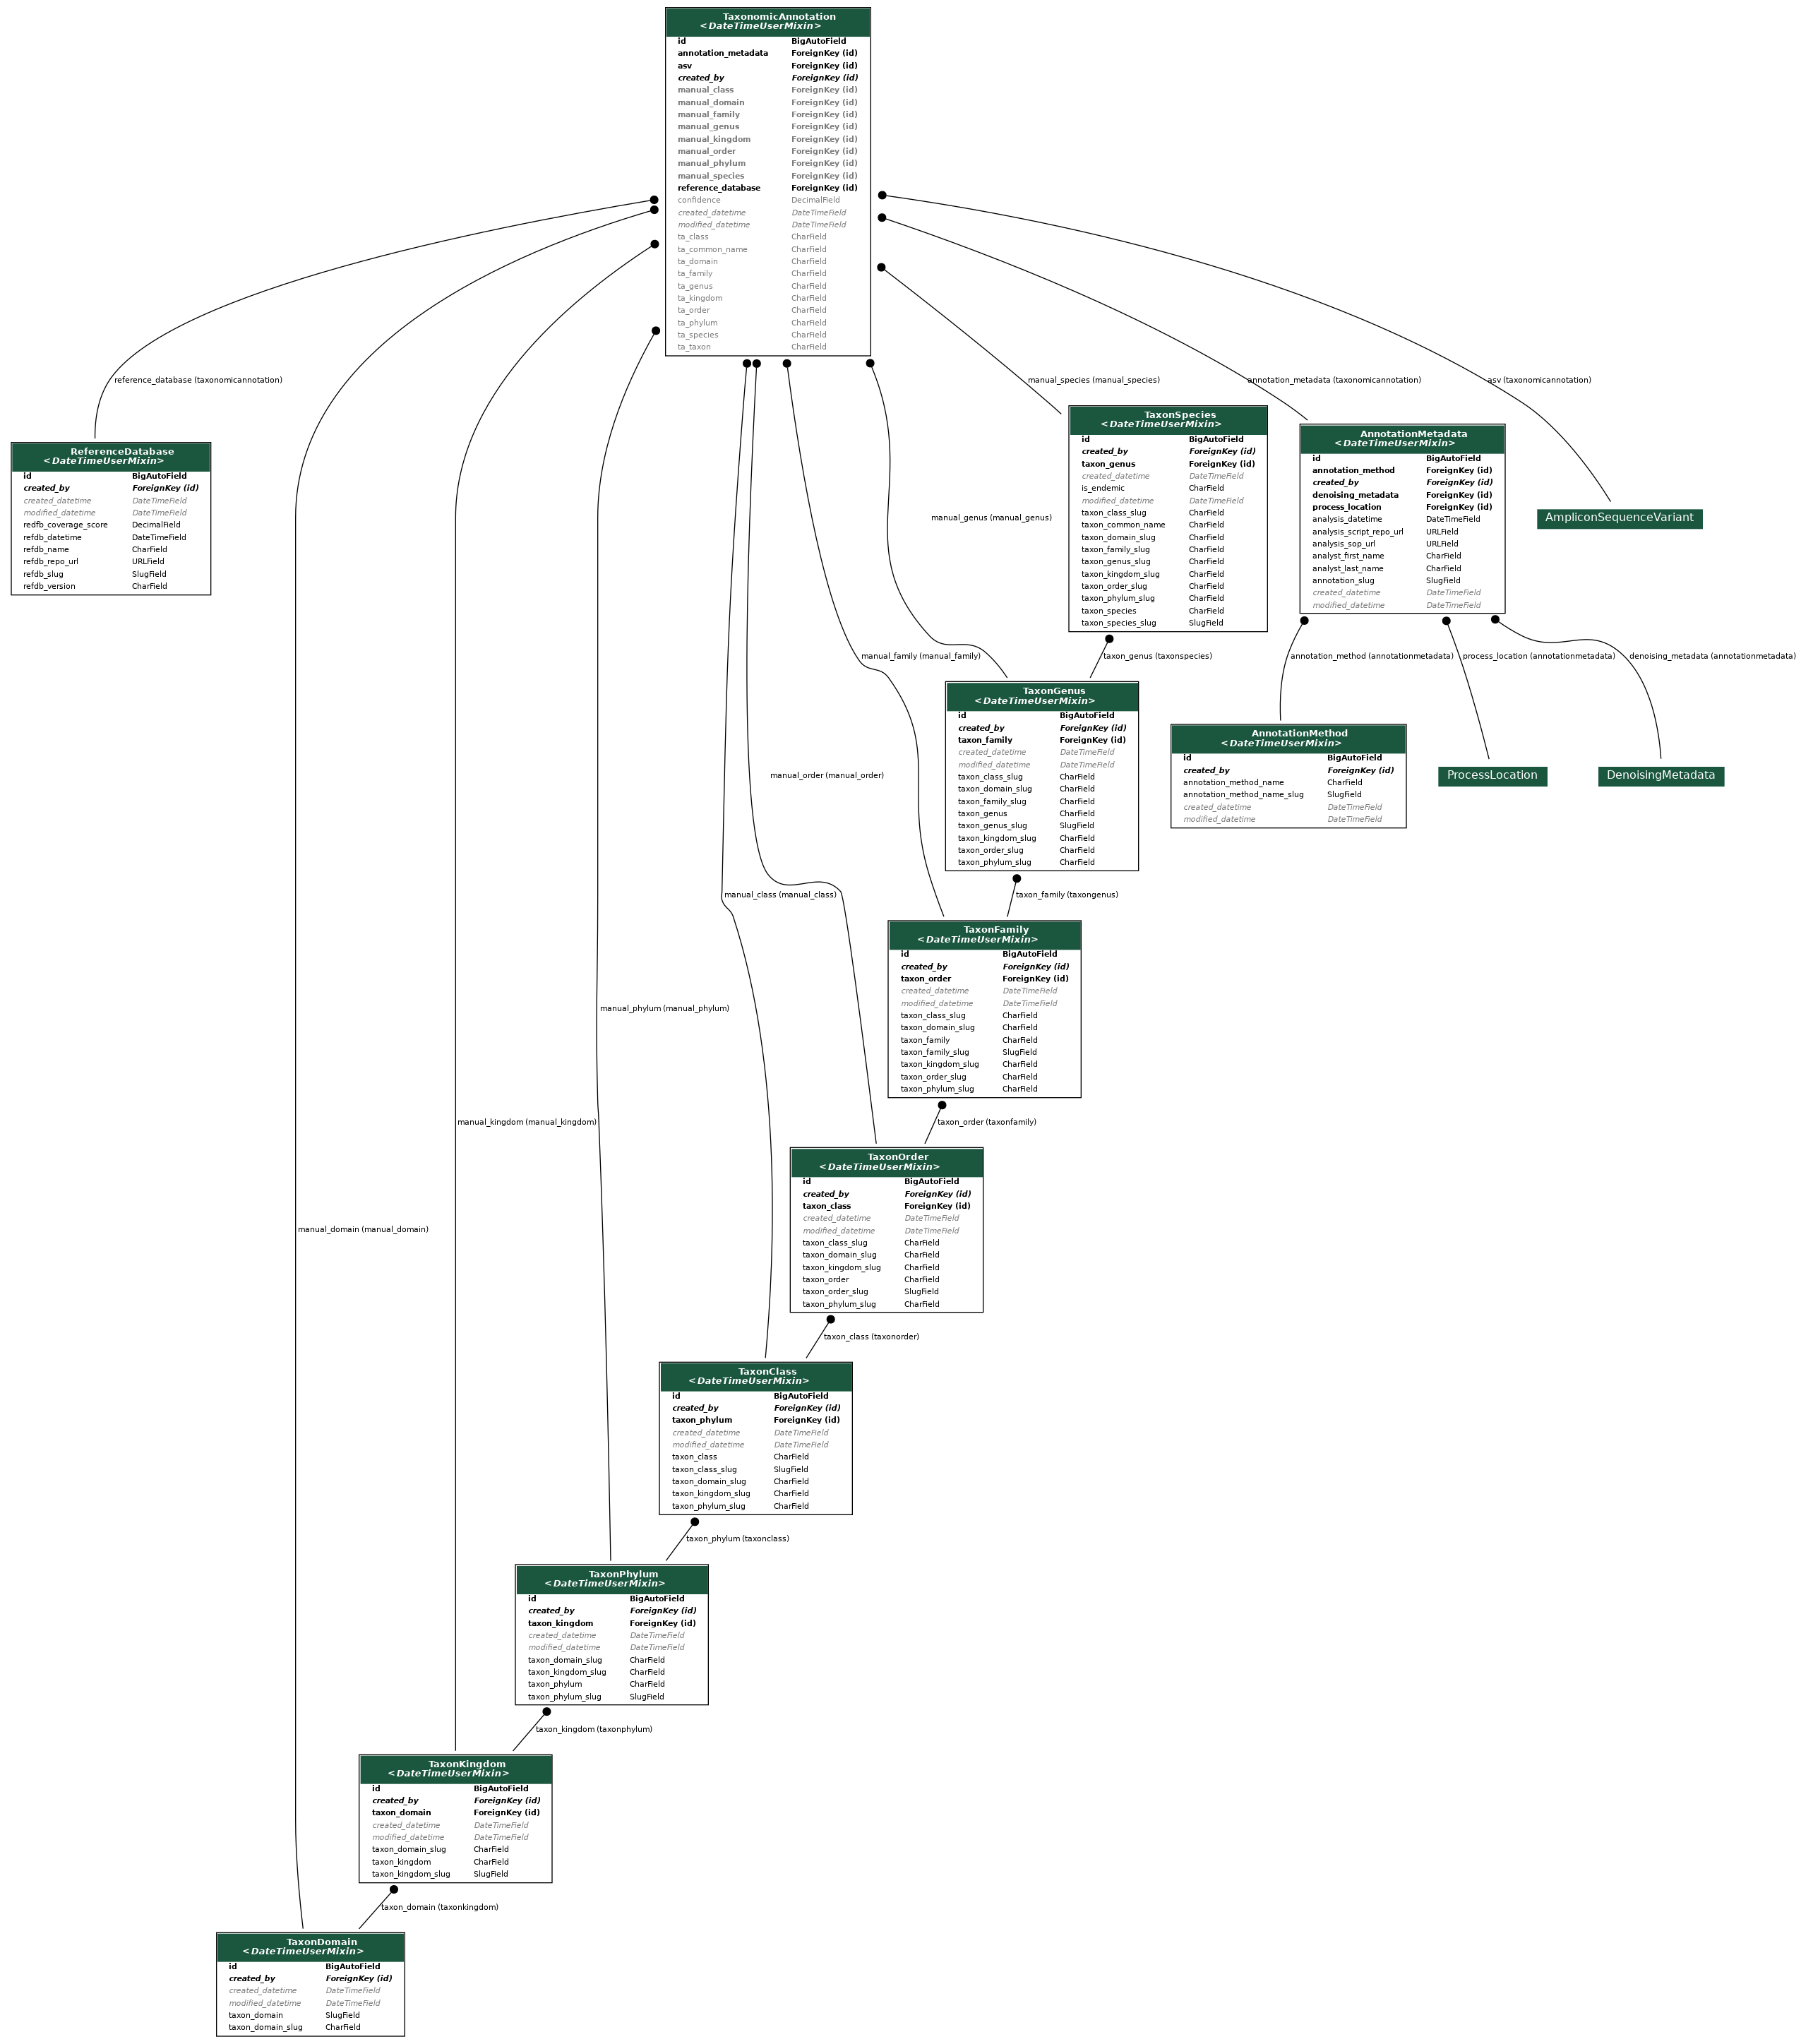 TaxonomicAnnotation
<DateTimeUserMixin>
id BigAutoField
annotation_metadata ForeignKey (id)
asv ForeignKey (id)
created_by ForeignKey (id)
manual_class ForeignKey (id)
manual_domain ForeignKey (id)
manual_family ForeignKey (id)
manual_genus ForeignKey (id)
manual_kingdom ForeignKey (id)
manual_order ForeignKey (id)
manual_phylum ForeignKey (id)
manual_species ForeignKey (id)
reference_database ForeignKey (id)
confidence DecimalField
created_datetime DateTimeField
modified_datetime DateTimeField
ta_class CharField
ta_common_name CharField
ta_domain CharField
ta_family CharField
ta_genus CharField
ta_kingdom CharField
ta_order CharField
ta_phylum CharField
ta_species CharField
ta_taxon CharField
reference_database (taxonomicannotation)
manual_species (manual_species)
annotation_metadata (taxonomicannotation)
asv (taxonomicannotation)
ReferenceDatabase
<DateTimeUserMixin>
id BigAutoField
created_by ForeignKey (id)
created_datetime DateTimeField
modified_datetime DateTimeField
redfb_coverage_score DecimalField
refdb_datetime DateTimeField
refdb_name CharField
refdb_repo_url URLField
refdb_slug SlugField
refdb_version CharField
manual_genus (manual_genus)
TaxonSpecies
<DateTimeUserMixin>
id BigAutoField
created_by ForeignKey (id)
taxon_genus ForeignKey (id)
created_datetime DateTimeField
is_endemic CharField
modified_datetime DateTimeField
taxon_class_slug CharField
taxon_common_name CharField
taxon_domain_slug CharField
taxon_family_slug CharField
taxon_genus_slug CharField
taxon_kingdom_slug CharField
taxon_order_slug CharField
taxon_phylum_slug CharField
taxon_species CharField
taxon_species_slug SlugField
AnnotationMetadata
<DateTimeUserMixin>
id BigAutoField
annotation_method ForeignKey (id)
created_by ForeignKey (id)
denoising_metadata ForeignKey (id)
process_location ForeignKey (id)
analysis_datetime DateTimeField
analysis_script_repo_url URLField
analysis_sop_url URLField
analyst_first_name CharField
analyst_last_name CharField
annotation_slug SlugField
created_datetime DateTimeField
modified_datetime DateTimeField
AmpliconSequenceVariant
manual_family (manual_family)
taxon_genus (taxonspecies)
annotation_method (annotationmetadata)
process_location (annotationmetadata)
denoising_metadata (annotationmetadata)
manual_order (manual_order)
TaxonGenus
<DateTimeUserMixin>
id BigAutoField
created_by ForeignKey (id)
taxon_family ForeignKey (id)
created_datetime DateTimeField
modified_datetime DateTimeField
taxon_class_slug CharField
taxon_domain_slug CharField
taxon_family_slug CharField
taxon_genus CharField
taxon_genus_slug SlugField
taxon_kingdom_slug CharField
taxon_order_slug CharField
taxon_phylum_slug CharField
AnnotationMethod
<DateTimeUserMixin>
id BigAutoField
created_by ForeignKey (id)
annotation_method_name CharField
annotation_method_name_slug SlugField
created_datetime DateTimeField
modified_datetime DateTimeField
ProcessLocation
DenoisingMetadata
manual_class (manual_class)
taxon_family (taxongenus)
manual_phylum (manual_phylum)
TaxonFamily
<DateTimeUserMixin>
id BigAutoField
created_by ForeignKey (id)
taxon_order ForeignKey (id)
created_datetime DateTimeField
modified_datetime DateTimeField
taxon_class_slug CharField
taxon_domain_slug CharField
taxon_family CharField
taxon_family_slug SlugField
taxon_kingdom_slug CharField
taxon_order_slug CharField
taxon_phylum_slug CharField
manual_kingdom (manual_kingdom)
taxon_order (taxonfamily)
manual_domain (manual_domain)
TaxonOrder
<DateTimeUserMixin>
id BigAutoField
created_by ForeignKey (id)
taxon_class ForeignKey (id)
created_datetime DateTimeField
modified_datetime DateTimeField
taxon_class_slug CharField
taxon_domain_slug CharField
taxon_kingdom_slug CharField
taxon_order CharField
taxon_order_slug SlugField
taxon_phylum_slug CharField
taxon_class (taxonorder)
TaxonClass
<DateTimeUserMixin>
id BigAutoField
created_by ForeignKey (id)
taxon_phylum ForeignKey (id)
created_datetime DateTimeField
modified_datetime DateTimeField
taxon_class CharField
taxon_class_slug SlugField
taxon_domain_slug CharField
taxon_kingdom_slug CharField
taxon_phylum_slug CharField
taxon_phylum (taxonclass)
TaxonPhylum
<DateTimeUserMixin>
id BigAutoField
created_by ForeignKey (id)
taxon_kingdom ForeignKey (id)
created_datetime DateTimeField
modified_datetime DateTimeField
taxon_domain_slug CharField
taxon_kingdom_slug CharField
taxon_phylum CharField
taxon_phylum_slug SlugField
taxon_kingdom (taxonphylum)
TaxonKingdom
<DateTimeUserMixin>
id BigAutoField
created_by ForeignKey (id)
taxon_domain ForeignKey (id)
created_datetime DateTimeField
modified_datetime DateTimeField
taxon_domain_slug CharField
taxon_kingdom CharField
taxon_kingdom_slug SlugField
taxon_domain (taxonkingdom)
TaxonDomain
<DateTimeUserMixin>
id BigAutoField
created_by ForeignKey (id)
created_datetime DateTimeField
modified_datetime DateTimeField
taxon_domain SlugField
taxon_domain_slug CharField